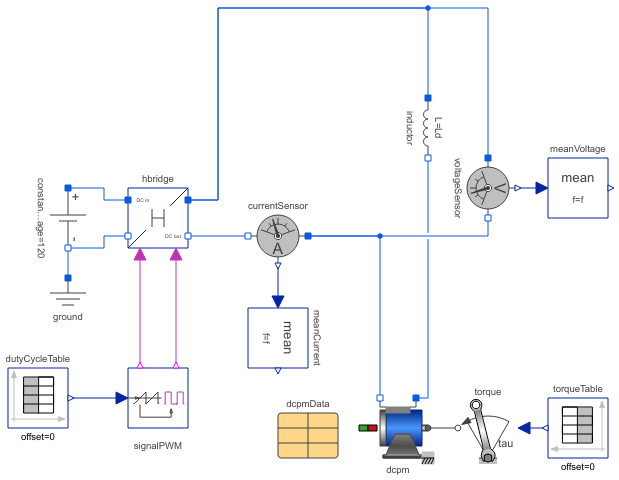 hbridge
DC in
DC out
constan...age=120
+
-
ground
currentSensor
A
mean
f=f
meanCurrent
inductor
L=Ld
voltageSensor
V
meanVoltage
mean
f=f
dutyCycleTable
offset=0
signalPWM
dcpmData
dcpm
torque
tau
torqueTable
offset=0